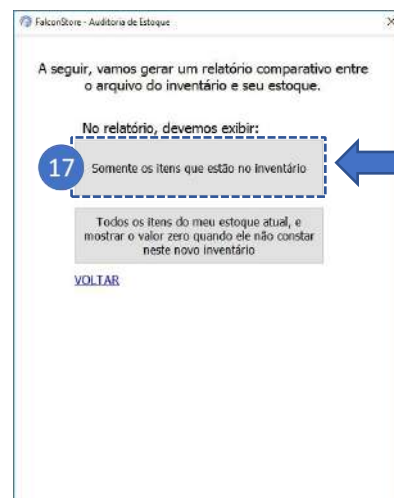 FalconStore - Auditoria de Estoque
A seguir, vamos gerar um relatório comparativo entre
o arquivo do inventário e seu estoque.
No relatório, devemos exibir:
17
Somente os itens que estão no inventário
Todos os itens do meu estoque atual, e
mostrar o valor zero quando ele não constar
neste novo inventário
VOLTAR